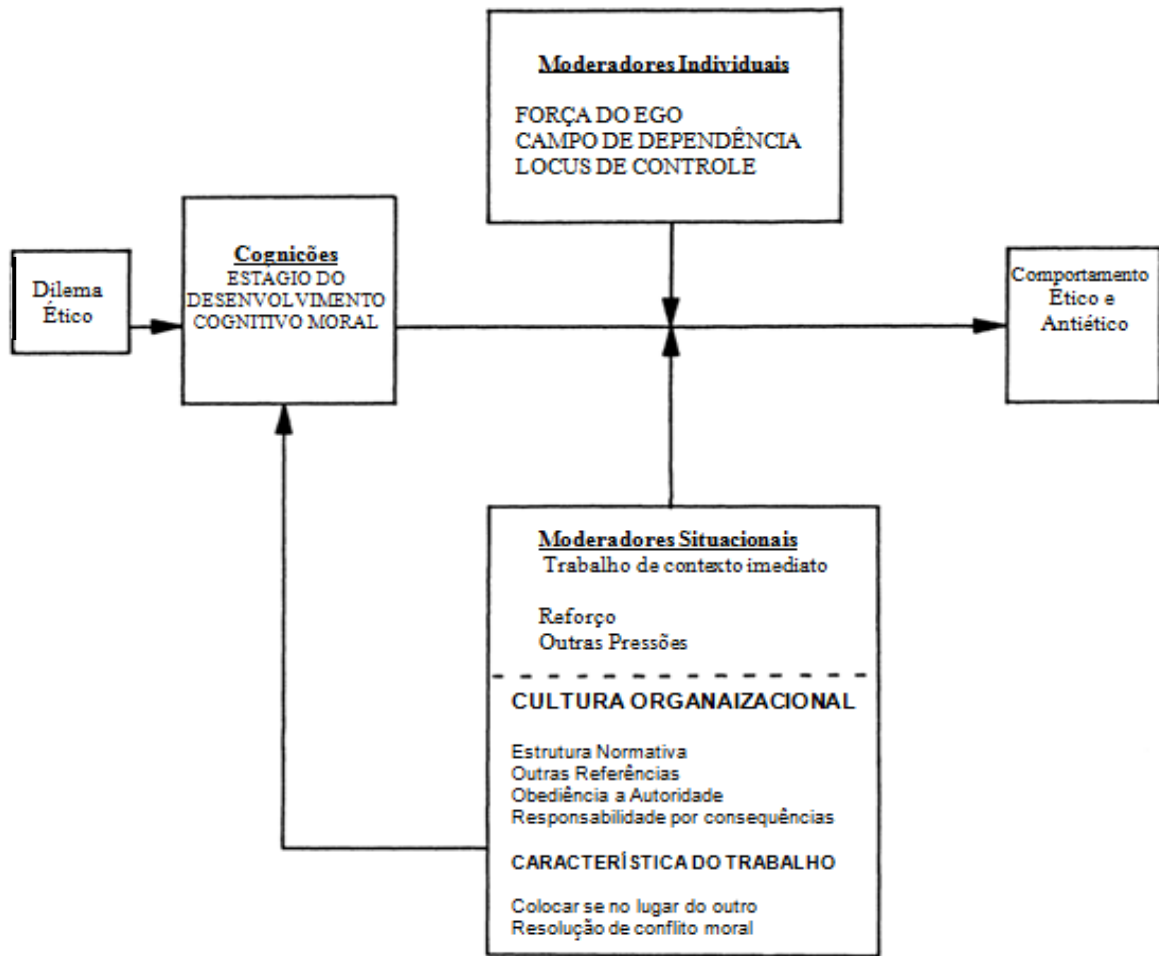 Moderadores Individuais
FORÇA DO EGO
CAMPO DE DEPENDÊNCIA
LOCUS DE CONTROLE
Dilema
Ético
Cognicões
ESTÁGIO DO
DESENVOLVIMENTO
COGNITIVO MORAL
Comportamento
Ético e
Antiético
Moderadores Situacionais
Trabalho de contexto imediato
Reforço
Outras Pressões
CULTURA ORGANAIZACIONAL
Estrutura Normativa
Outras Referências
Obediência a Autoridade
Responsabilidade por consequências
CARACTERÍSTICA DO TRABALHO
Colocar se no lugar do outro
Resolução de conflito moral